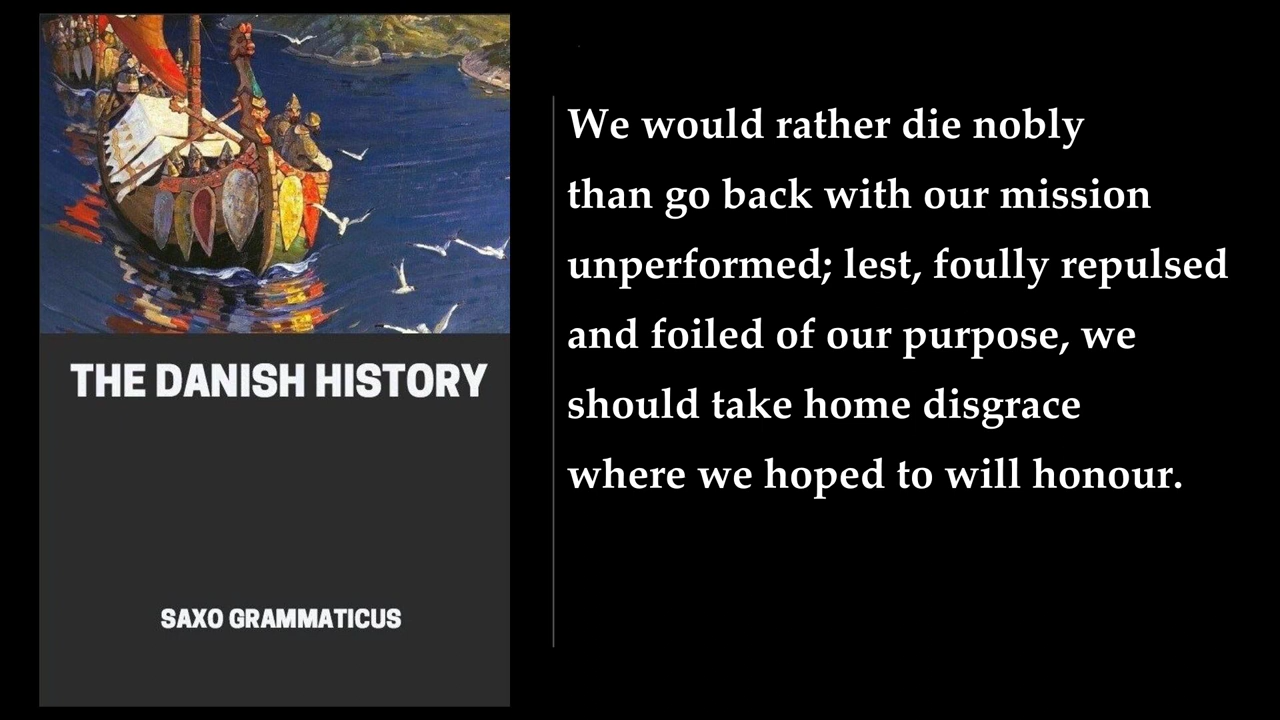 THE DANISH HISTORY
SAXO GRAMMATICUS
We would rather die nobly
than go back with our mission
unperformed; lest, foully repulsed
and foiled of our purpose, we
should take home disgrace
where we hoped to will honour.